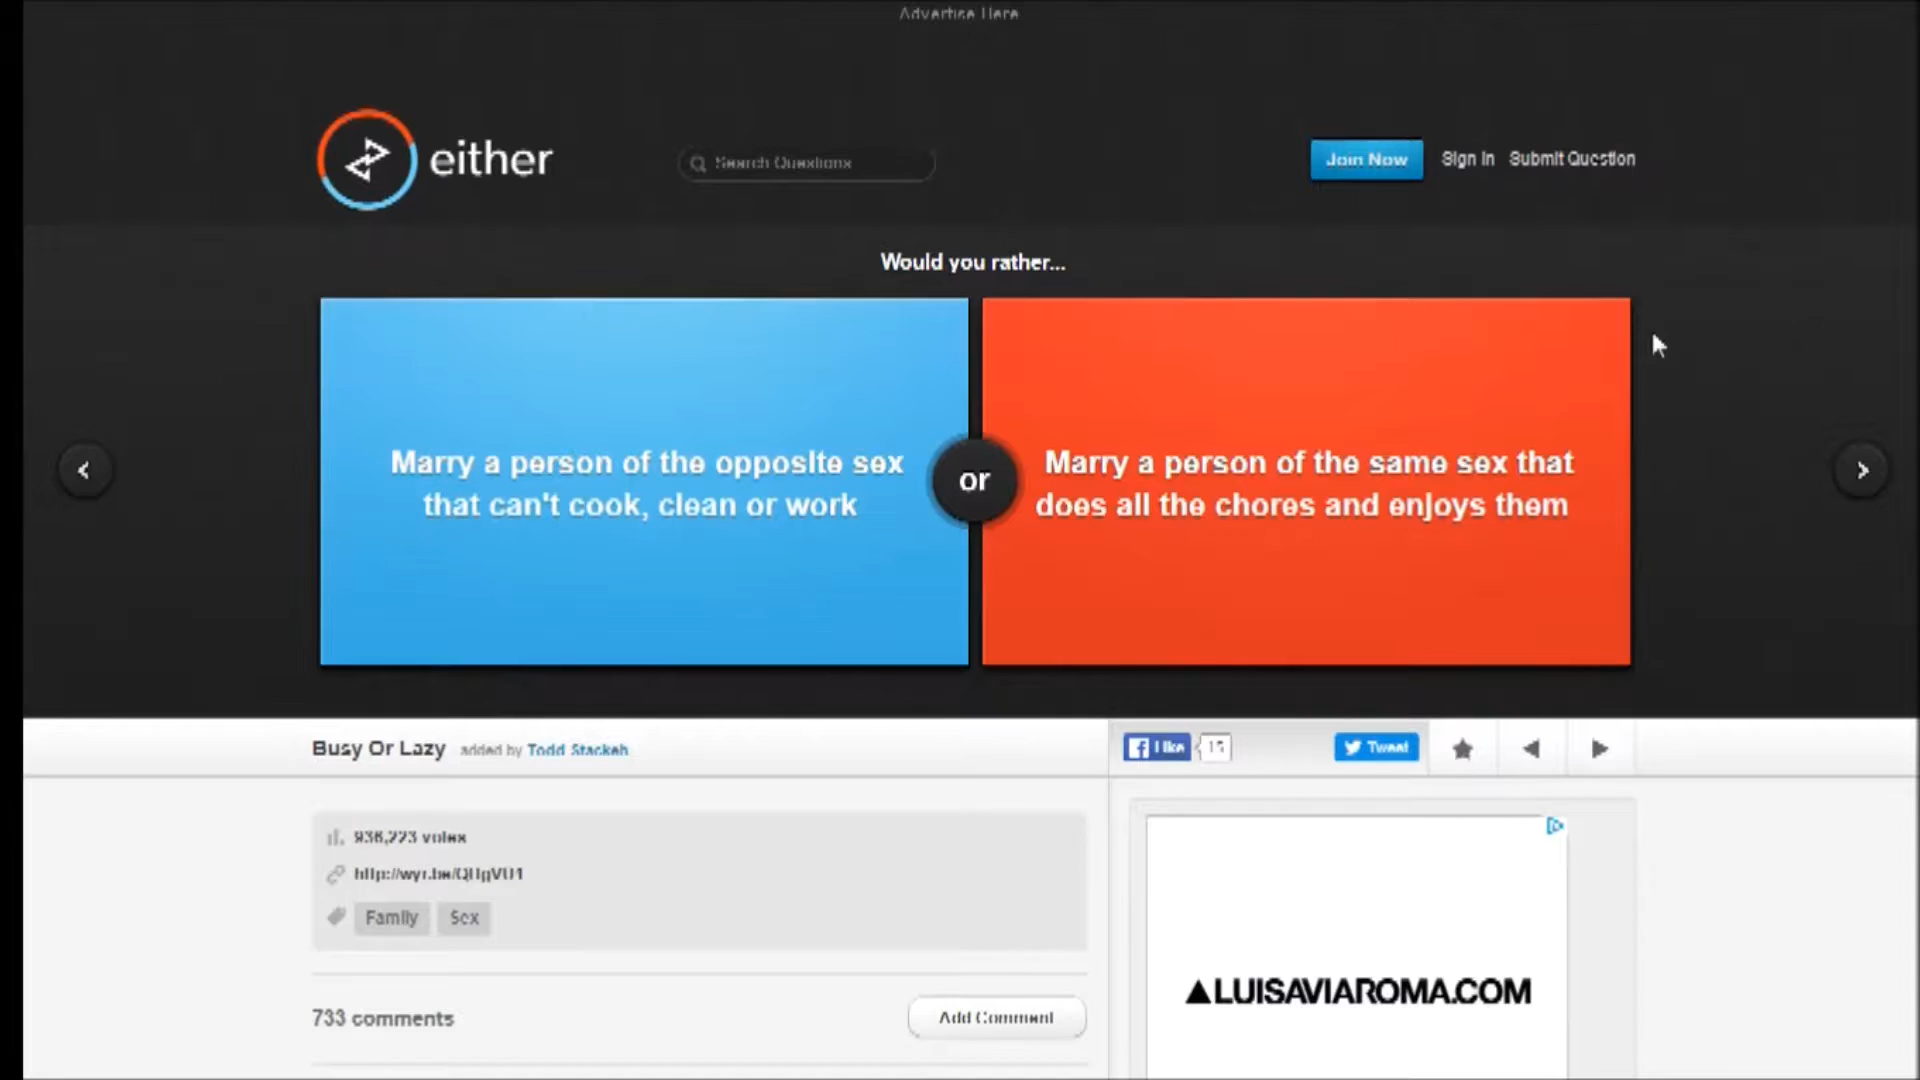 Advertise Here
either
Search Questions
Join Now
Sign In
Submit Question
Would you rather...
Marry a person of the opposite sex
that can't cook, clean or work
or
Marry a person of the same sex that
does all the chores and enjoys them
Busy Or Lazy added by Todd Stackeh
Like 15
Tweet
936,223 votes
Family Sex
733 comments
Add Comment
LUISAVIAROMA.COM